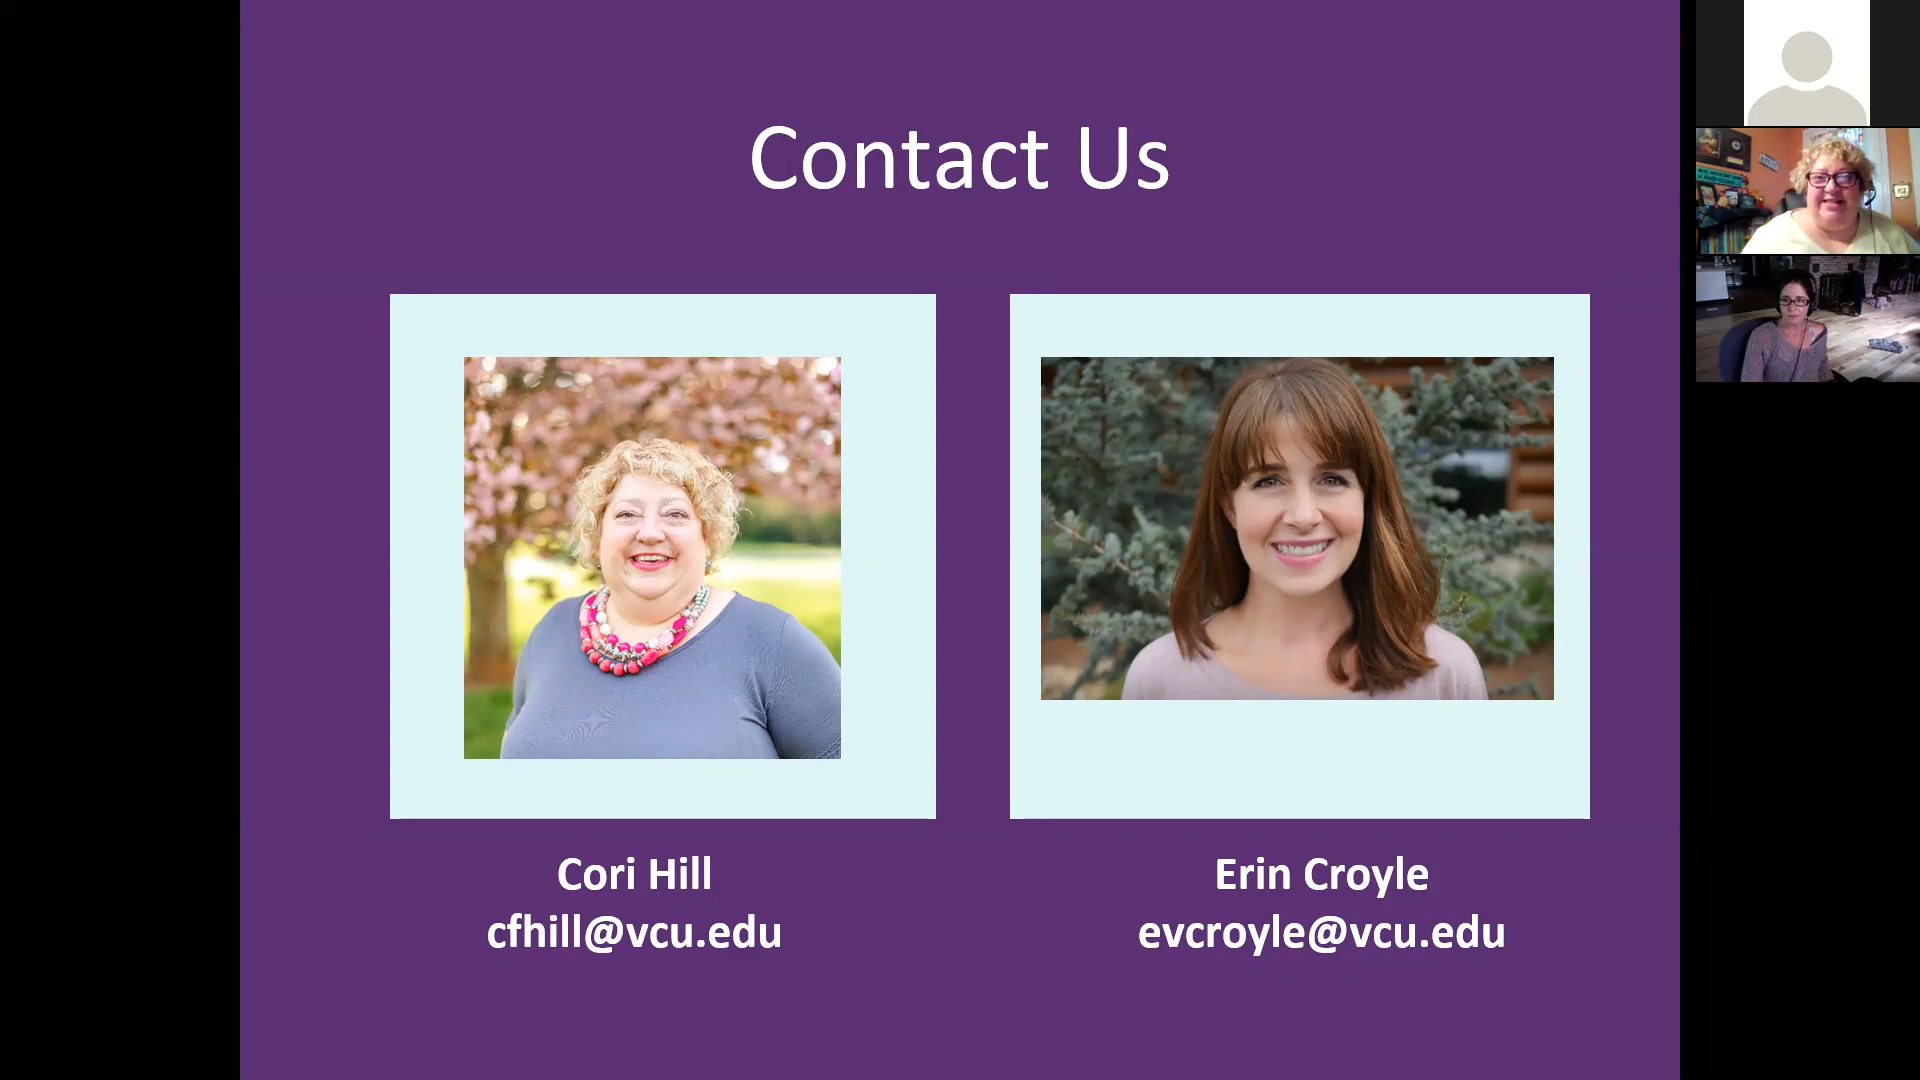 Contact Us
Cori Hill
cfhill@vcu.edu
Erin Croyle
evcroyle@vcu.edu